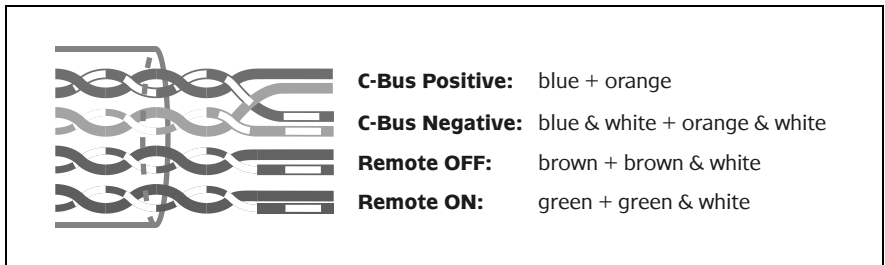 C-Bus Positive: blue + orange
C-Bus Negative: blue & white + orange & white
Remote OFF: brown + brown & white
Remote ON: green + green & white